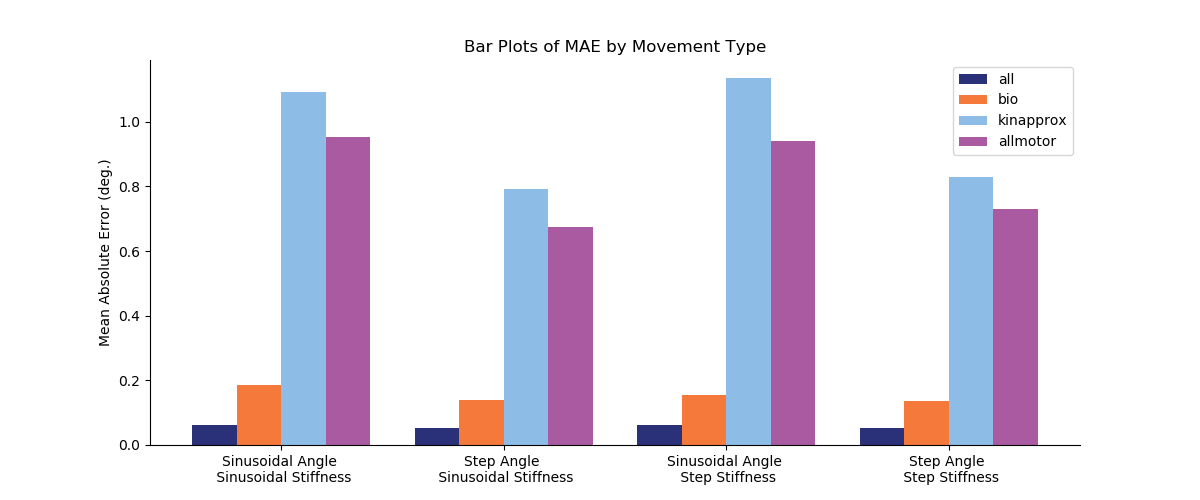 Bar Plots of MAE by Movement Type
all
bio
kinapprox
allmotor
Mean Absolute Error (deg.)
1.0
0.8
0.6
0.4
0.2
0.0
Sinusoidal Angle
Sinusoidal Stiffness
Step Angle
Sinusoidal Stiffness
Sinusoidal Angle
Step Stiffness
Step Angle
Step Stiffness